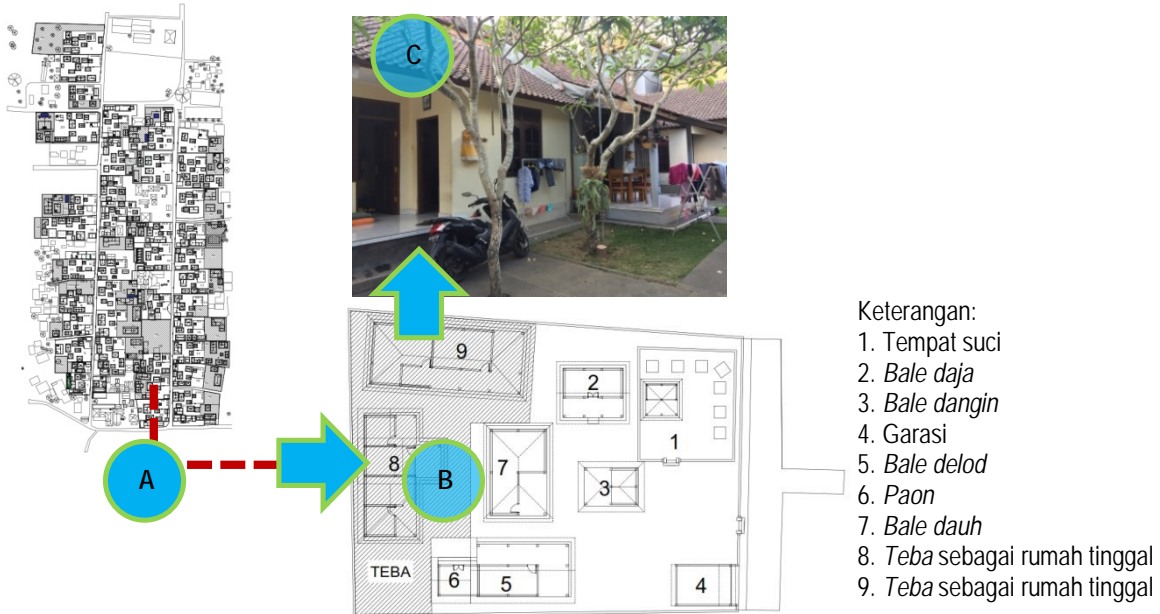 C
A
B
9
2
1
8
7
3
TEBA
6
5
4
Keterangan:
1. Tempat suci
2. Bale daja
3. Bale dangin
4. Garasi
5. Bale delod
6. Paon
7. Bale dauh
8. Teba sebagai rumah tinggal
9. Teba sebagai rumah tinggal